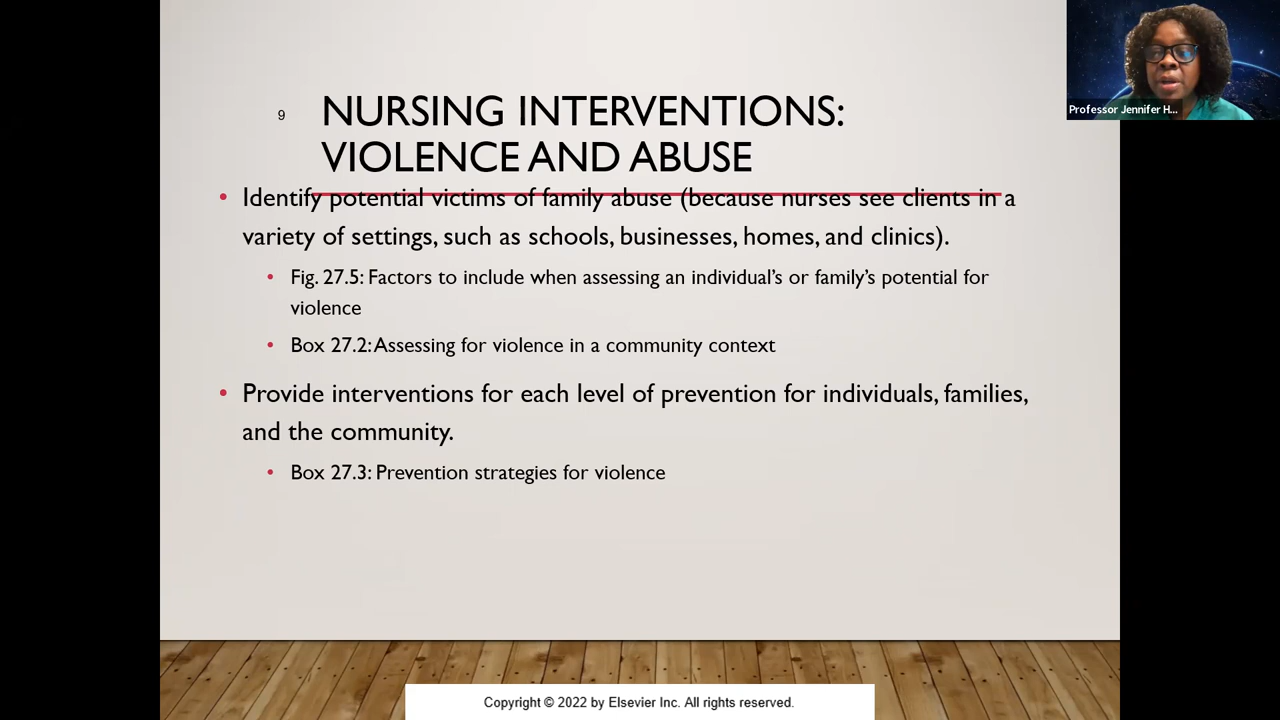 9
NURSING INTERVENTIONS:
VIOLENCE AND ABUSE
• Identify potential victims of family abuse (because nurses see clients in a
variety of settings, such as schools, businesses, homes, and clinics).
• Fig. 27.5: Factors to include when assessing an individual's or family's potential for
violence
• Box 27.2: Assessing for violence in a community context
• Provide interventions for each level of prevention for individuals, families,
and the community.
• Box 27.3: Prevention strategies for violence
Copyright © 2022 by Elsevier Inc. All rights reserved.
Professor Jennifer H...